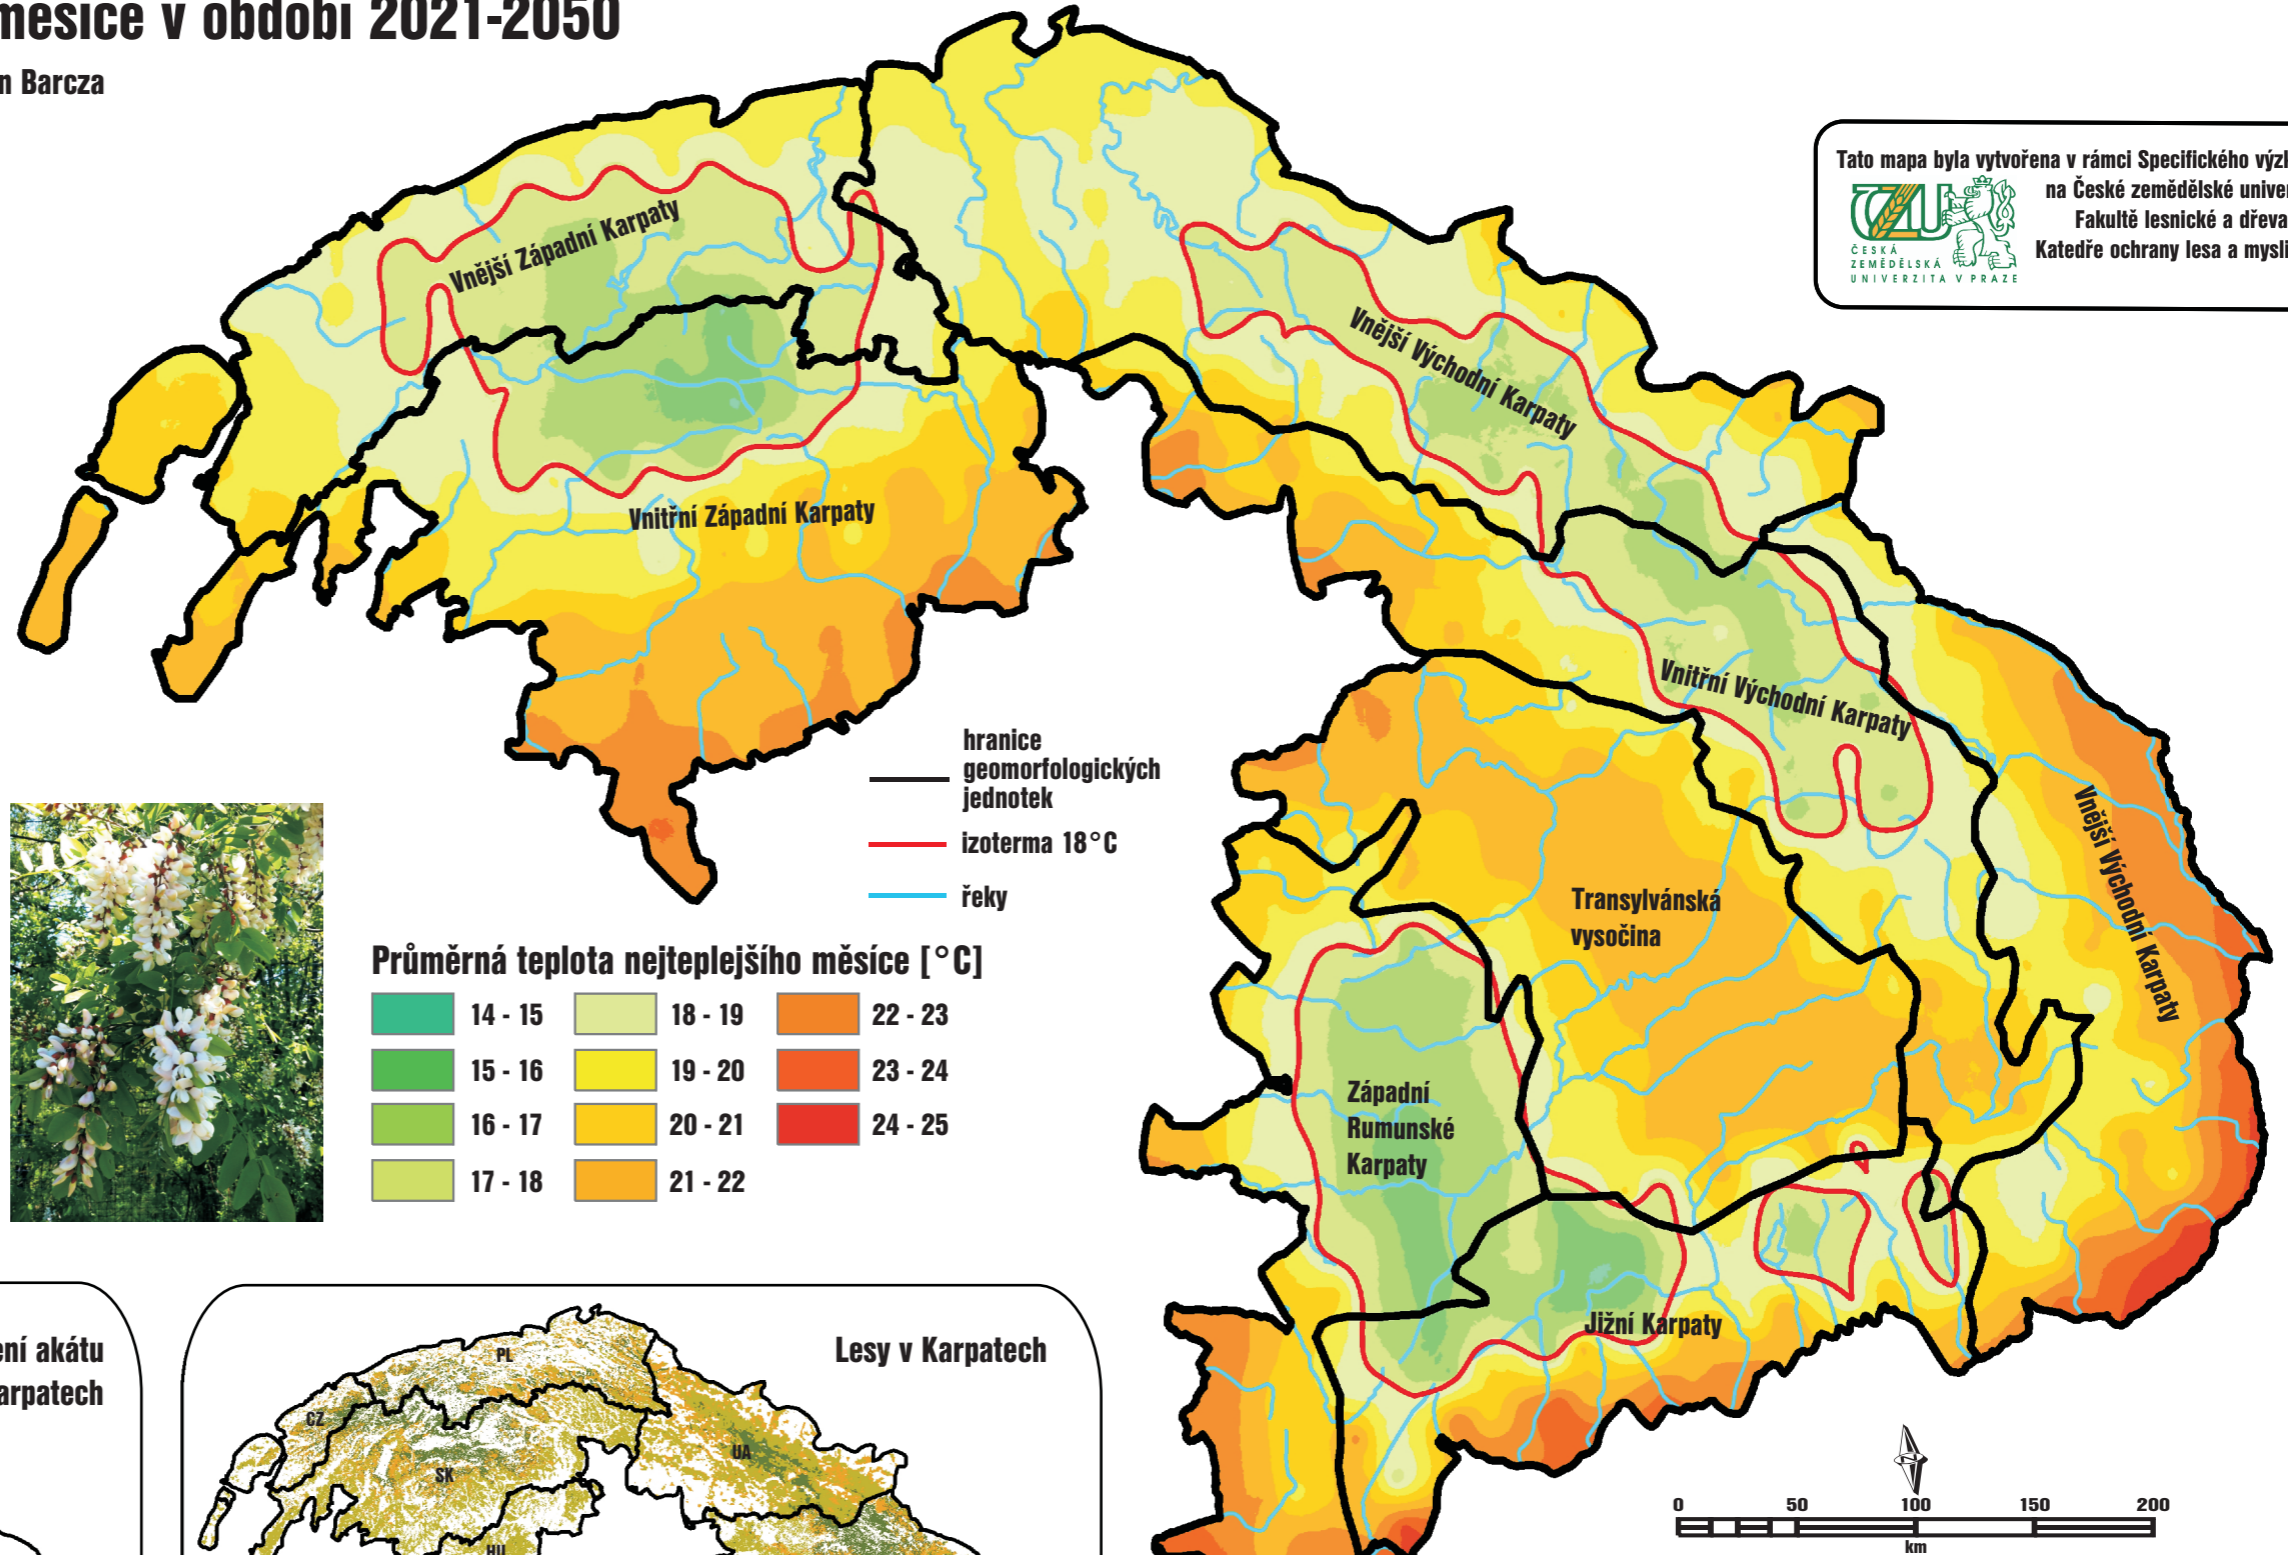 měsíce v období 2021-2050
n Barcza
Tato mapa byla vytvořena v rámci Specifického
na České zemědělské
Fakultě lesnické a
Katedře ochrany lesa a
ČZU
ČESKÁ
ZEMĚDĚLSKÁ
UNIVERZITA V PRAZE
Vnější Západní Karpaty
Vnější Východní Karpaty
Vnitřní Západní Karpaty
Vnitřní Východní Karpaty
Vnější Východní Karpaty
Transylvánská
vysočina
Západní
Rumunské
Karpaty
Jižní Karpaty
hranice
geomorfologických
jednotek
izoterma 18°C
řeky
Průměrná teplota nejteplejšího měsíce [°C]
14 - 15
15 - 16
16 - 17
17 - 18
18 - 19
19 - 20
20 - 21
21 - 22
22 - 23
23 - 24
24 - 25
ení akátu
arpatech
Lesy v Karpatech
PL
CZ
SK
UA
HU
N
0 50 100 150 200
km